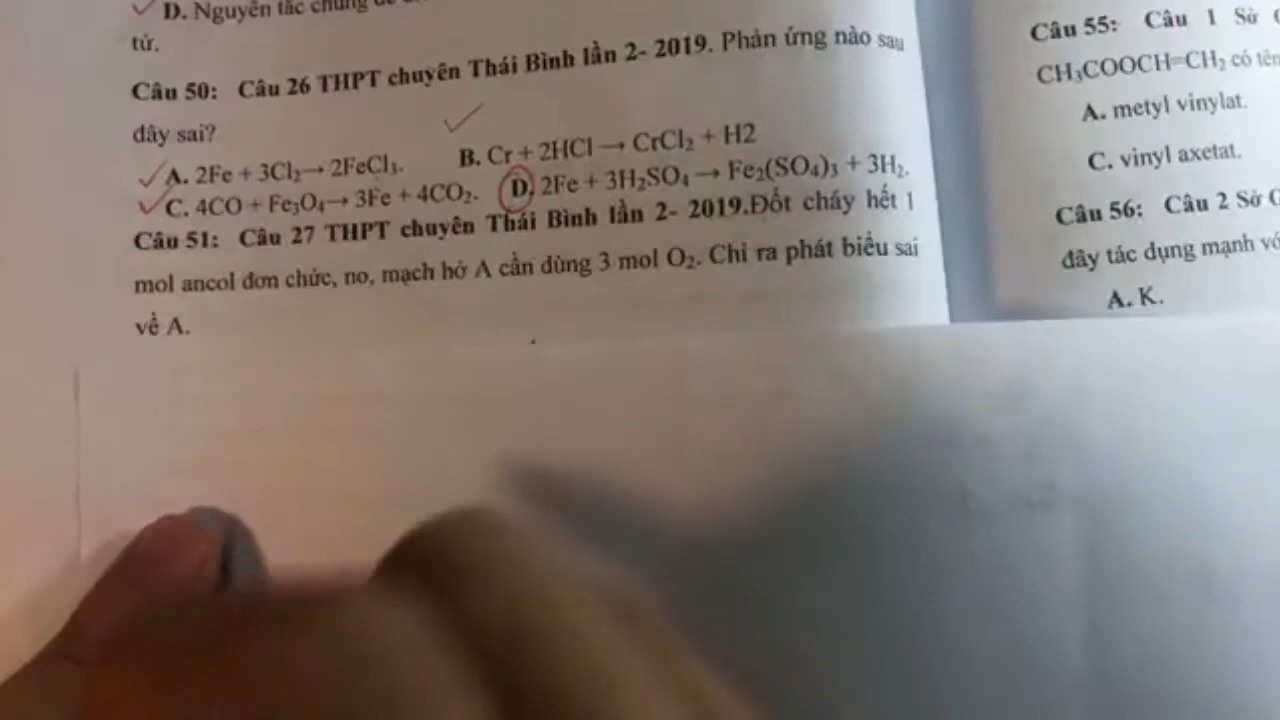 D. Nguyên tắc chung
tử.
Câu 50: Câu 26 THPT chuyên Thái Bình lần 2- 2019. Phản ứng nào sau
đây sai?
A. 2Fe + 3Cl₂→ 2FeCl₃. B. Cr + 2HCl → CrCl₂ + H2
C. 4CO + Fe₃O₄→ 3Fe + 4CO₂. D. 2Fe + 3H₂SO₄→ Fe₂(SO₄)₃ + 3H₂.
Câu 51: Câu 27 THPT chuyên Thái Bình lần 2- 2019.Đốt cháy hết 1
mol ancol đơn chức, no, mạch hở A cần dùng 3 mol O₂. Chỉ ra phát biểu sai
về A.
Câu 55: Câu 1 Sở
CH₃COOCH=CH₂ có tên
A. metyl vinylat.
C. vinyl axetat.
Câu 56: Câu 2 Sở
đây tác dụng mạnh
A. K.